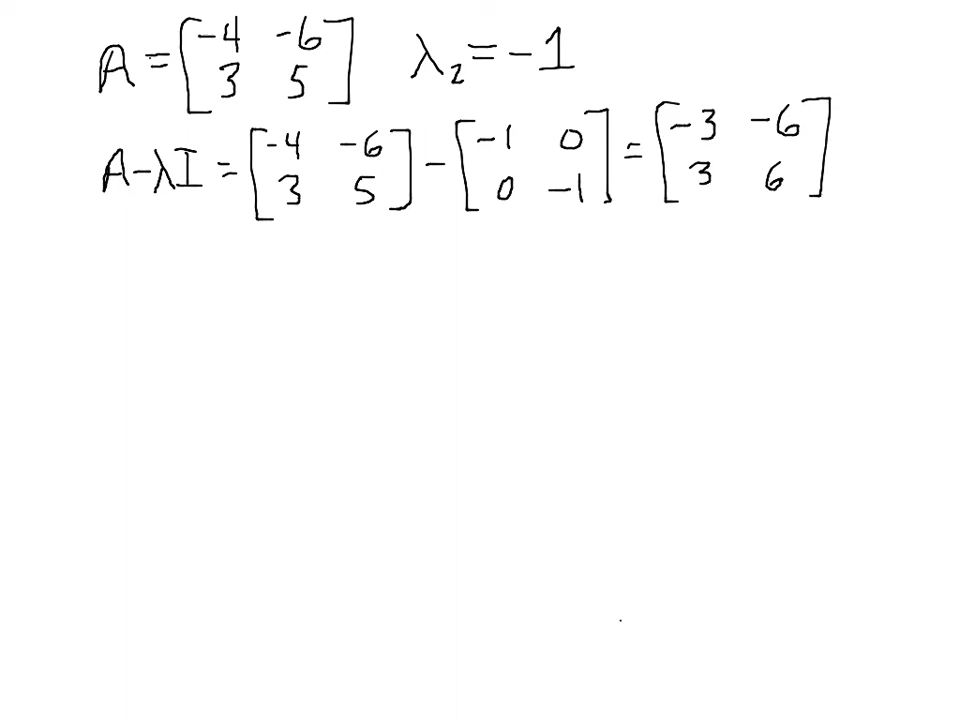 A = [-4 -6; 3 5] λ₂ = -1
A-λI = [-4 -6; 3 5] - [-1 0; 0 -1] = [-3 -6; 3 6]